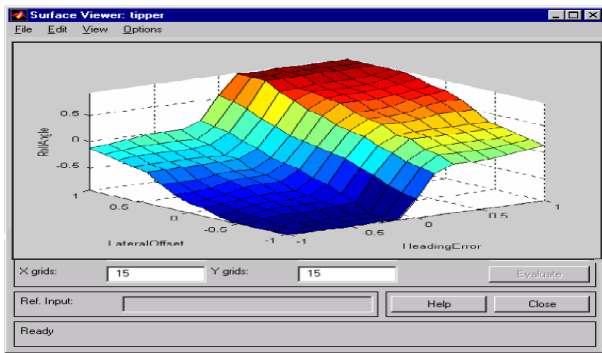 Surface Viewer: tipper
File Edit View Options
0.5
0
-0.5
RollAngle
1
0.5
0
-0.5
-1
-1
-0.5
0
0.5
1
LateralOffset
HeadingError
X grids: 15 Y grids: 15 Evaluate
Ref. Input: Help Close
Ready